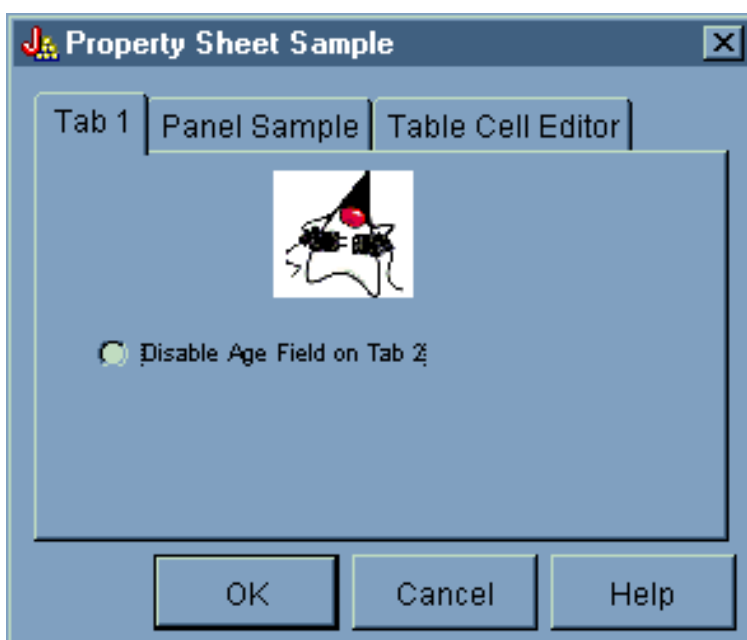 Property Sheet Sample
Tab 1 Panel Sample Table Cell Editor
Disable Age Field on Tab 2
OK Cancel Help